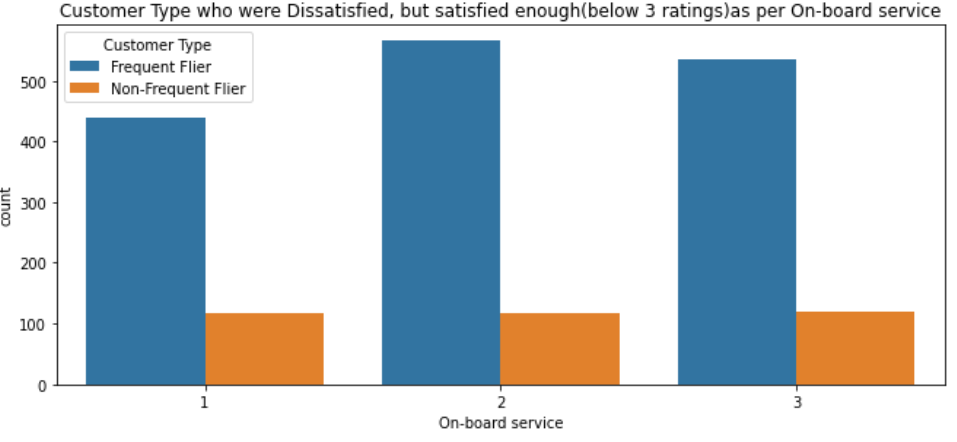 Customer Type who were Dissatisfied, but satisfied enough(below 3 ratings)as per On-board service
Customer Type
Frequent Flier
Non-Frequent Flier
500
400
300
200
100
0
count
1 2 3
On-board service